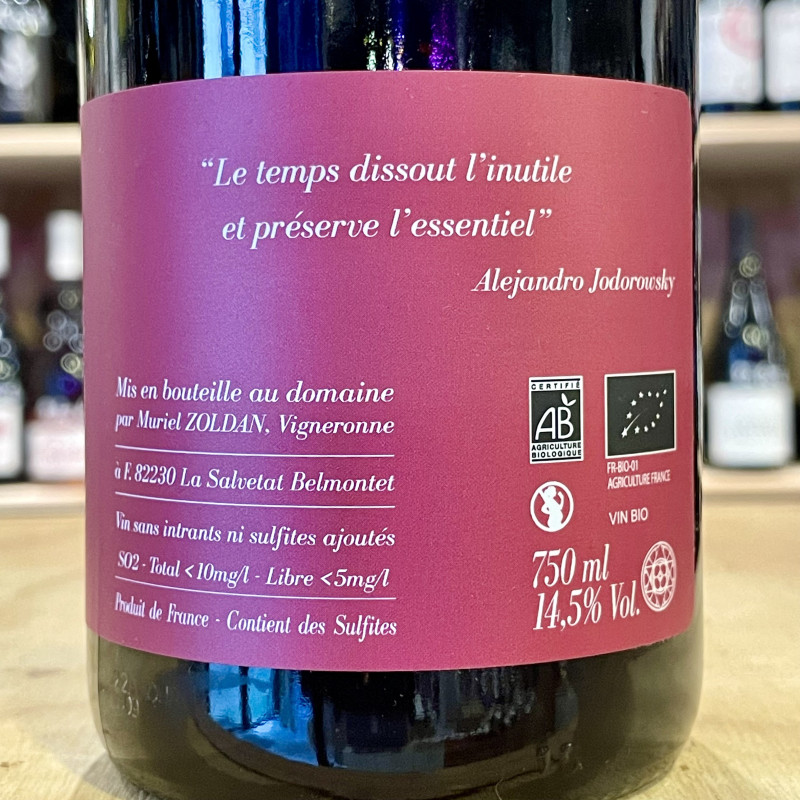 “Le temps dissout l’inutile
et préserve l’essentiel”
Alejandro Jodorowsky
Mis en bouteille au domaine
par Muriel ZOLDAN, Vigneronne
à F. 82230 La Salvetat Belmontet
Vin sans intrants ni sulfites ajoutés
SO2 - Total <10mg/l - Libre <5mg/l
Produit de France - Contient des Sulfites
CERTIFIÉ
AB
AGRICULTURE
BIOLOGIQUE
FR-BIO-01
AGRICULTURE FRANCE
VIN BIO
750 ml
14,5% Vol.